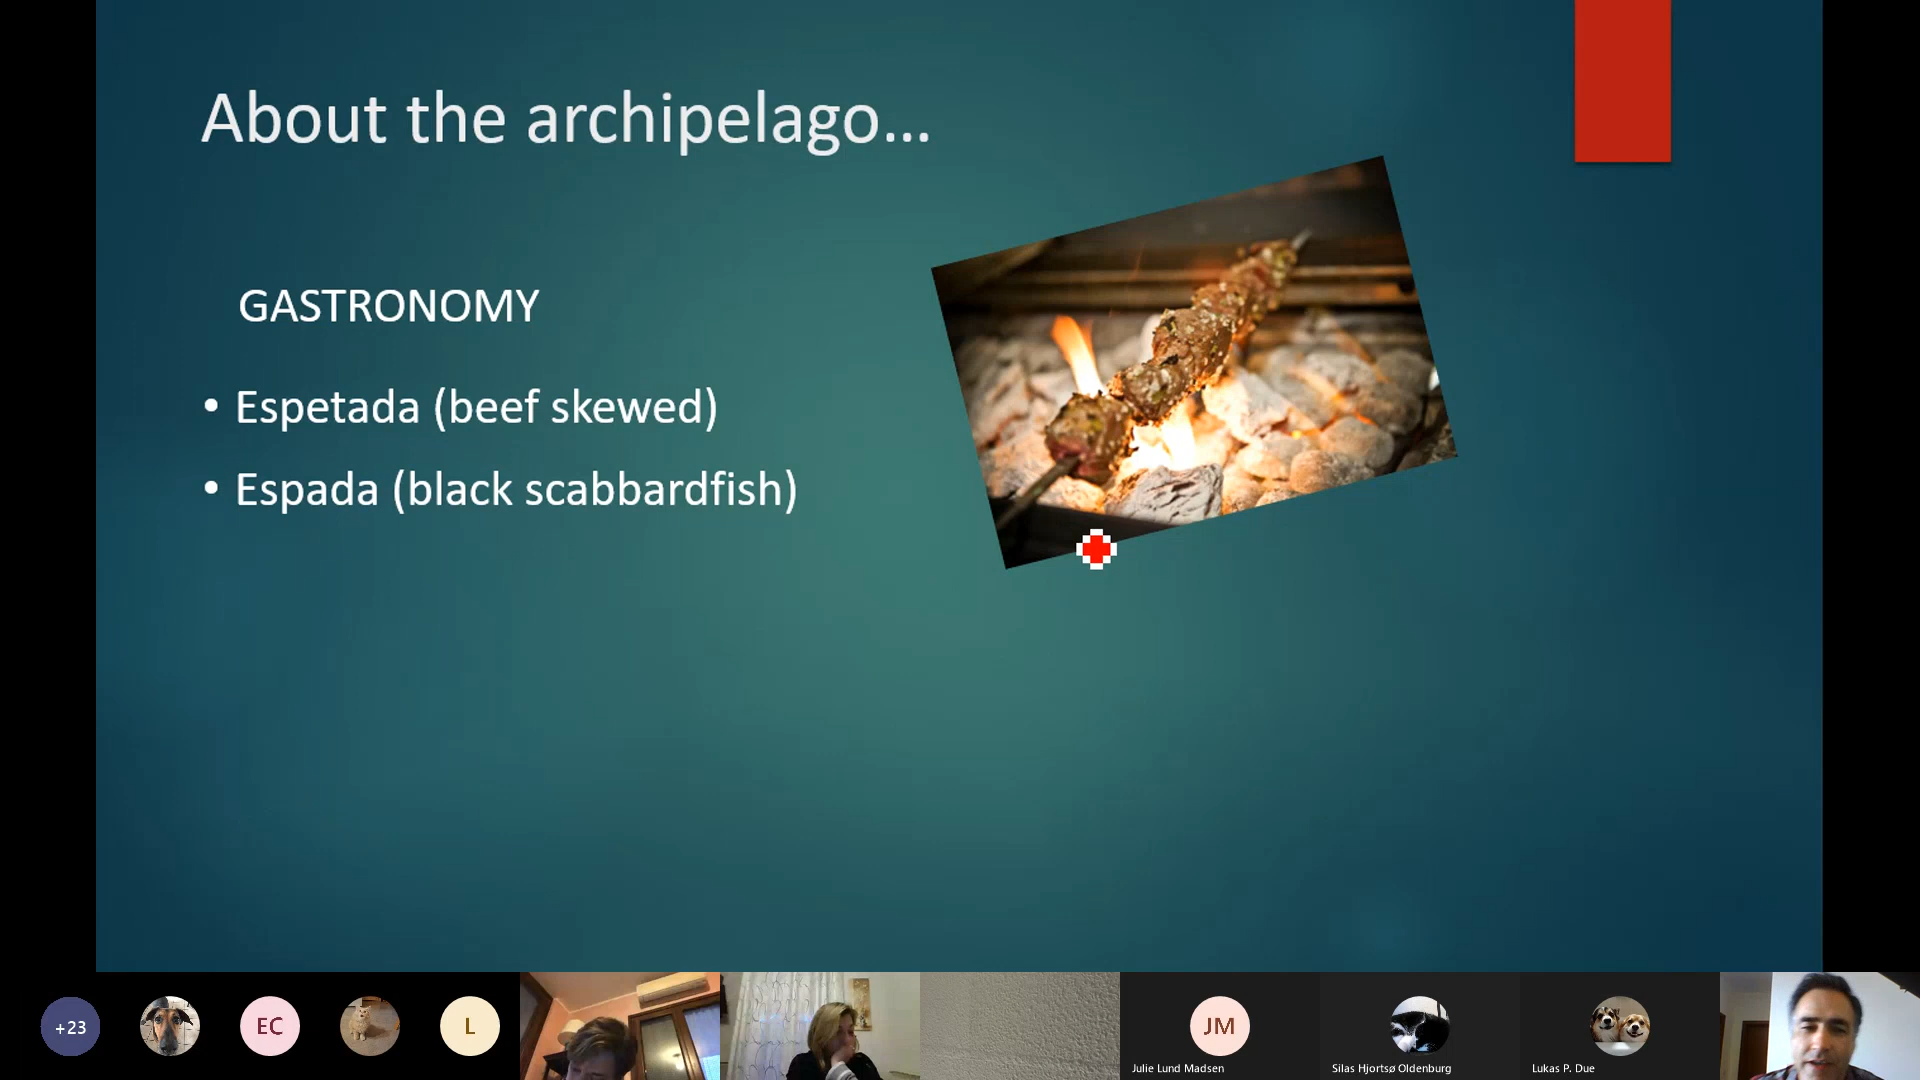 About the archipelago...
GASTRONOMY
• Espetada (beef skewed)
• Espada (black scabbardfish)
+23
EC
L
JM
Julie Lund Madsen
Silas Hjortsø Oldenburg
Lukas P. Due